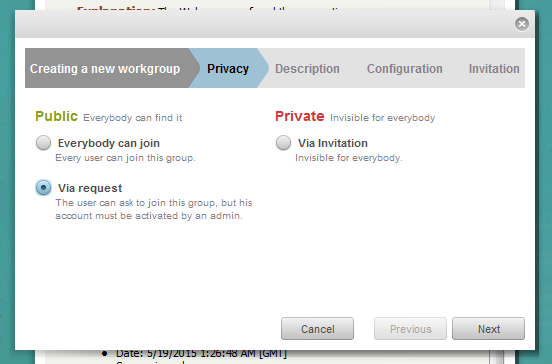 Creating a new workgroup Privacy Description Configuration Invitation
Public Everybody can find it
Everybody can join
Every user can join this group.
Via request
The user can ask to join this group, but his
account must be activated by an admin.
Private Invisible for everybody
Via Invitation
Invisible for everybody.
Cancel Previous Next
Date: 5/19/2015 1:26:48 AM [GMT]